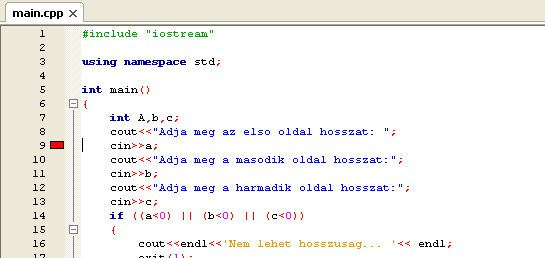 main.cpp
1 #include "iostream"
2
3 using namespace std;
4
5 int main()
6 {
7 int A,b,c;
8 cout<<"Adja meg az elso oldal hosszat: ";
9 cin>>a;
10 cout<<"Adja meg a masodik oldal hosszat:";
11 cin>>b;
12 cout<<"Adja meg a harmadik oldal hosszat:";
13 cin>>c;
14 if ((a<0) || (b<0) || (c<0))
15 {
16 cout<<endl<<'Nem lehet hosszusag... '<< endl;
17 exit(1);